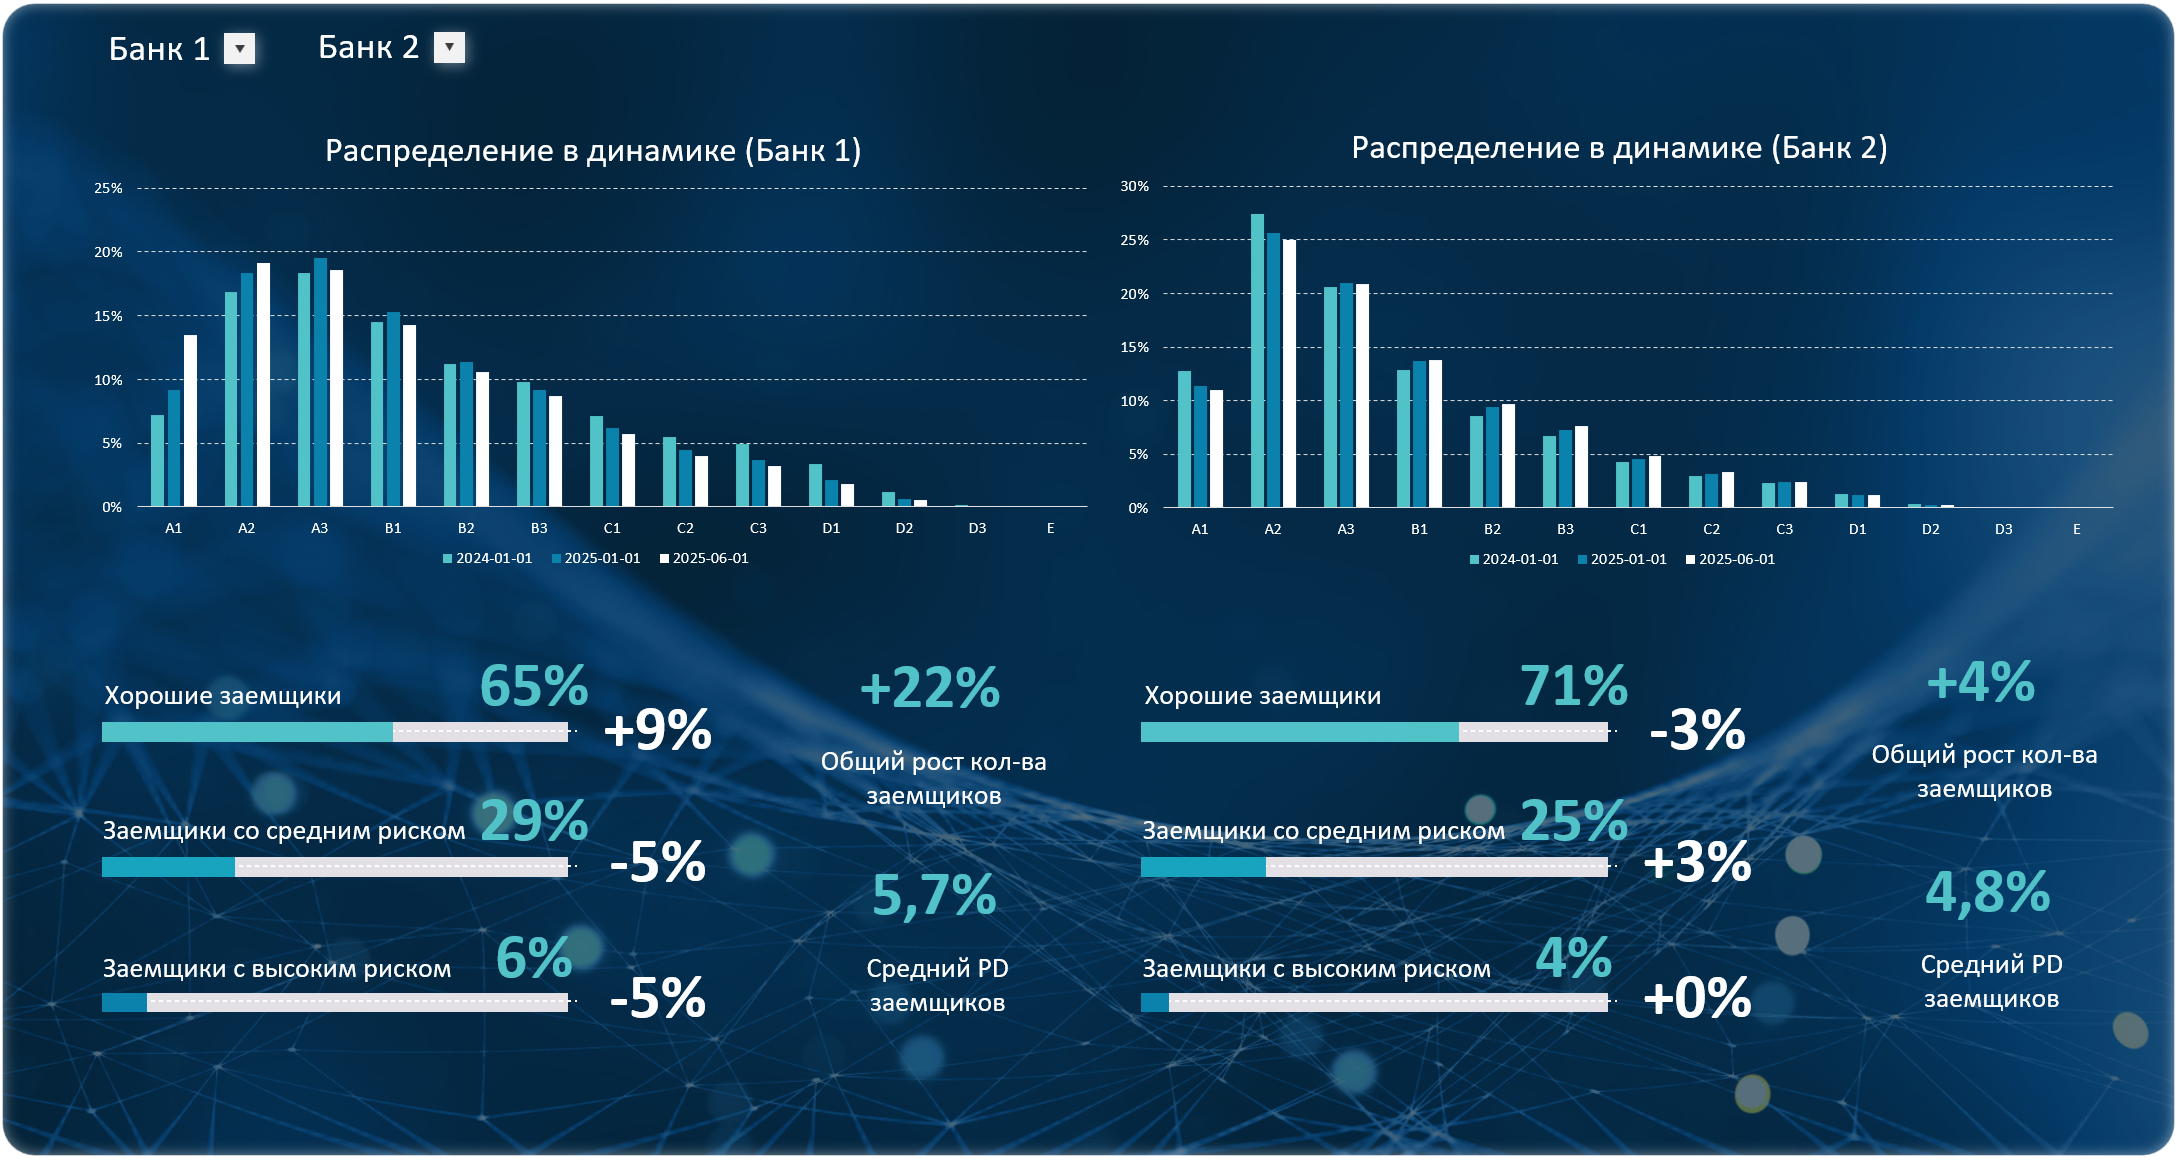 Банк 1
Банк 2
Распределение в динамике (Банк 1)
25%
20%
15%
10%
5%
0%
A1 A2 A3 B1 B2 B3 C1 C2 C3 D1 D2 D3 E
2024-01-01 2025-01-01 2025-06-01
Распределение в динамике (Банк 2)
30%
25%
20%
15%
10%
5%
0%
A1 A2 A3 B1 B2 B3 C1 C2 C3 D1 D2 D3 E
2024-01-01 2025-01-01 2025-06-01
Хорошие заемщики 65%
+9%
Заемщики со средним риском 29%
-5%
Заемщики с высоким риском 6%
-5%
+22%
Общий рост кол-ва
заемщиков
5,7%
Средний PD
заемщиков
Хорошие заемщики 71%
-3%
Заемщики со средним риском 25%
+3%
Заемщики с высоким риском 4%
+0%
+4%
Общий рост кол-ва
заемщиков
4,8%
Средний PD
заемщиков